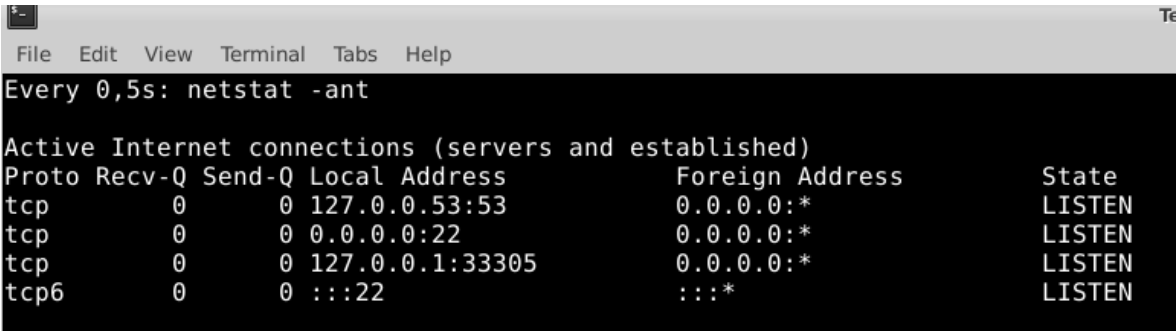 Te
File Edit View Terminal Tabs Help
Every 0,5s: netstat -ant
Active Internet connections (servers and established)
Proto Recv-Q Send-Q Local Address Foreign Address State
tcp 0 0 127.0.0.53:53 0.0.0.0:* LISTEN
tcp 0 0 0.0.0.0:22 0.0.0.0:* LISTEN
tcp 0 0 127.0.0.1:33305 0.0.0.0:* LISTEN
tcp6 0 0 :::22 :::* LISTEN